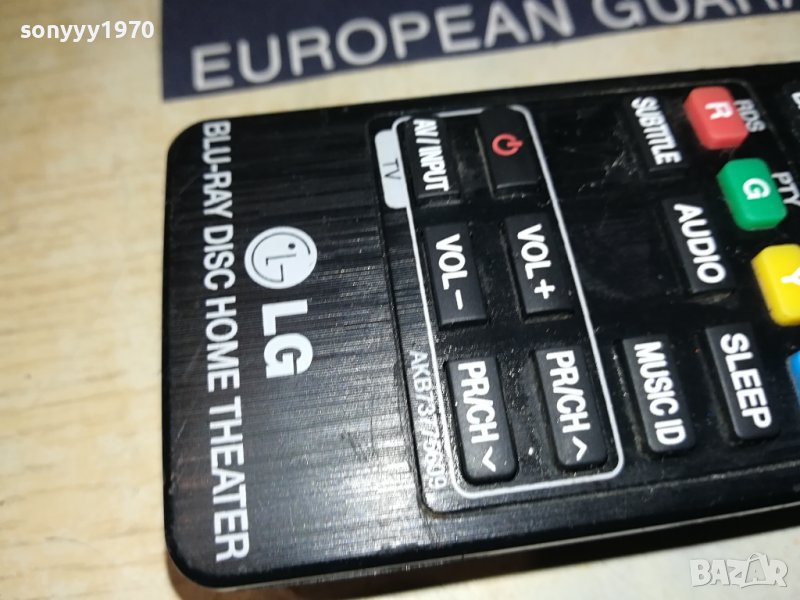 sonyyy1970
EUROPEAN
BLU-RAY DISC HOME THEATER
LG
TV
AV / INPUT
VOL −
VOL +
PR/CH
PR/CH
SUBTITLE
AUDIO
MUSIC ID
SLEEP
R
RDS
G
PTY
Y
BAZAR